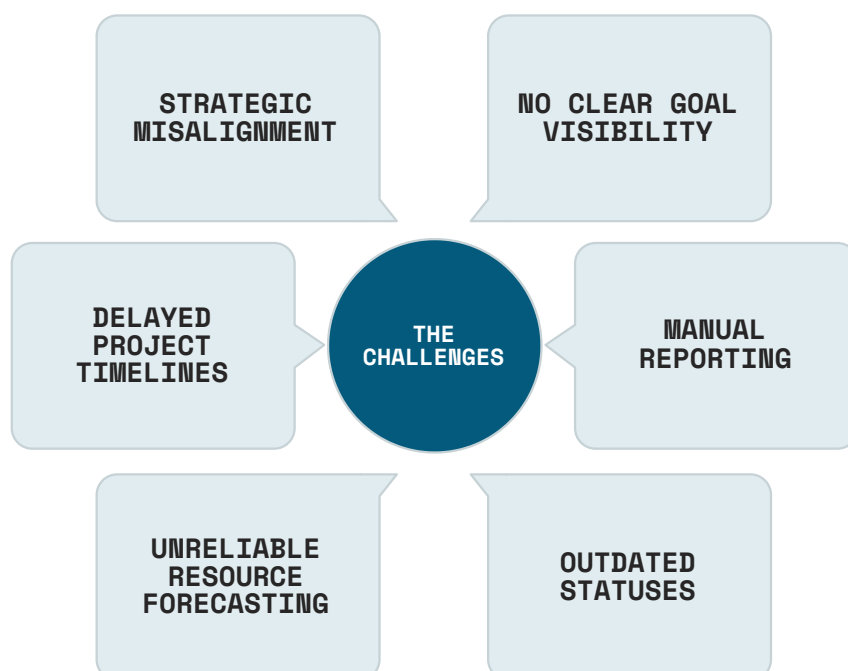 STRATEGIC
MISALIGNMENT
NO CLEAR GOAL
VISIBILITY
DELAYED
PROJECT
TIMELINES
THE
CHALLENGES
MANUAL
REPORTING
UNRELIABLE
RESOURCE
FORECASTING
OUTDATED
STATUSES